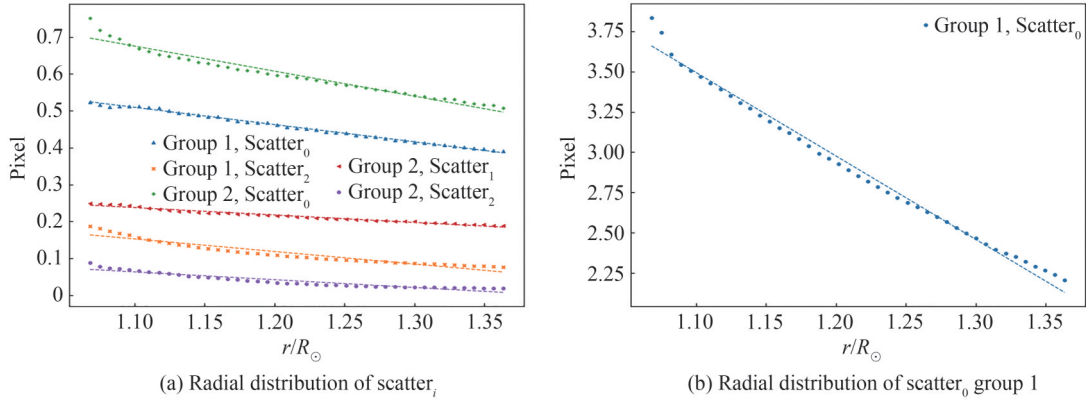 0.7
0.6
0.5
0.4
0.3
0.2
0.1
0
Pixel
Group 1, Scatter₀
Group 1, Scatter₂
Group 2, Scatter₀
Group 2, Scatter₁
Group 2, Scatter₂
1.10 1.15 1.20 1.25 1.30 1.35
r/R☉
(a) Radial distribution of scatterᵢ
3.75
3.50
3.25
3.00
2.75
2.50
2.25
Pixel
Group 1, Scatter₀
1.10 1.15 1.20 1.25 1.30 1.35
r/R☉
(b) Radial distribution of scatter₀ group 1